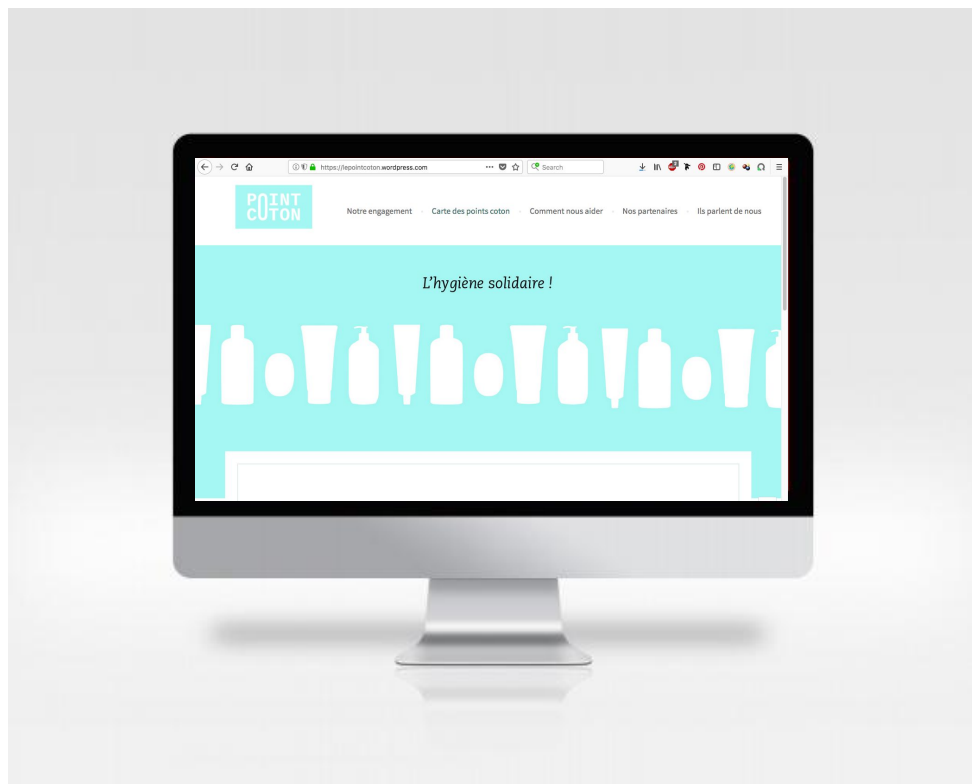 https://lepointcoton.wordpress.com
Search
POINT
COTON
Notre engagement
Carte des points coton
Comment nous aider
Nos partenaires
Ils parlent de nous
L'hygiène solidaire !